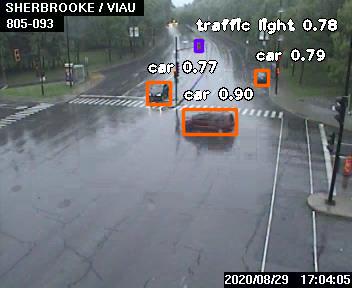 SHERBROOKE / VIAU
805-093
traffic light 0.78
car 0.79
car 0.77
car 0.90
2020/08/29 17:04:05